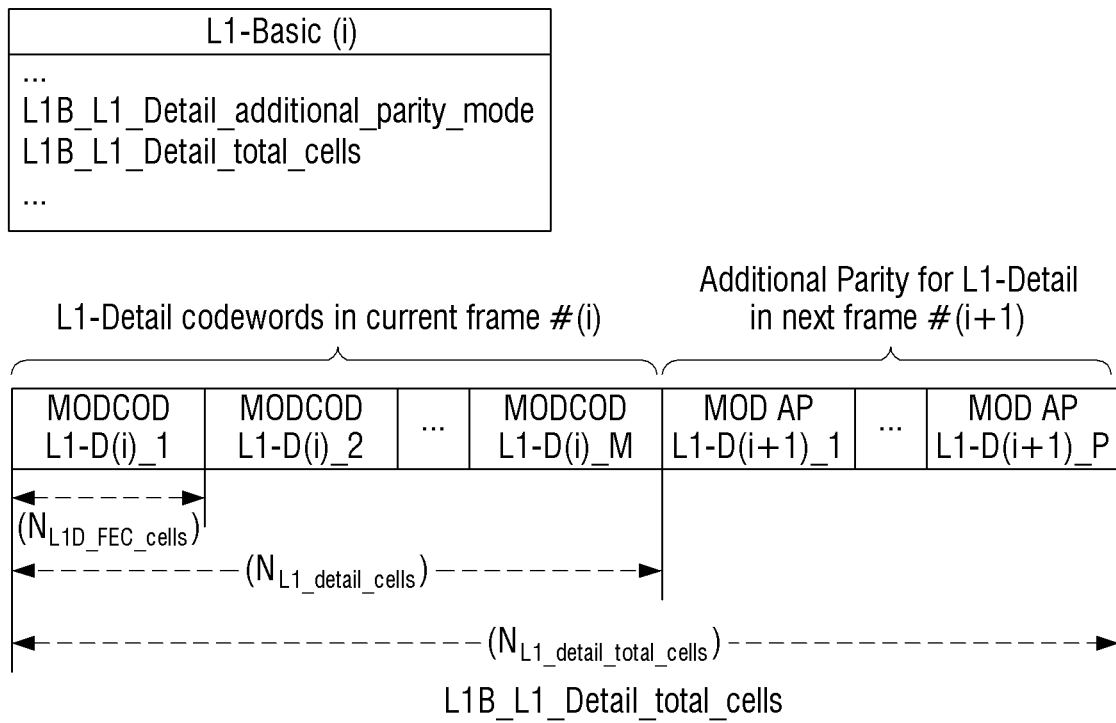 L1-Basic (i)
...
L1B_L1_Detail_additional_parity_mode
L1B_L1_Detail_total_cells
...
Additional Parity for L1-Detail
in next frame #(i+1)
L1-Detail codewords in current frame #(i)
MODCOD
L1-D(i)_1
MODCOD
L1-D(i)_2
...
MODCOD
L1-D(i)_M
MOD AP
L1-D(i+1)_1
...
MOD AP
L1-D(i+1)_P
(NL1D_FEC_cells)
(NL1_detail_cells)
(NL1_detail_total_cells)
L1B_L1_Detail_total_cells